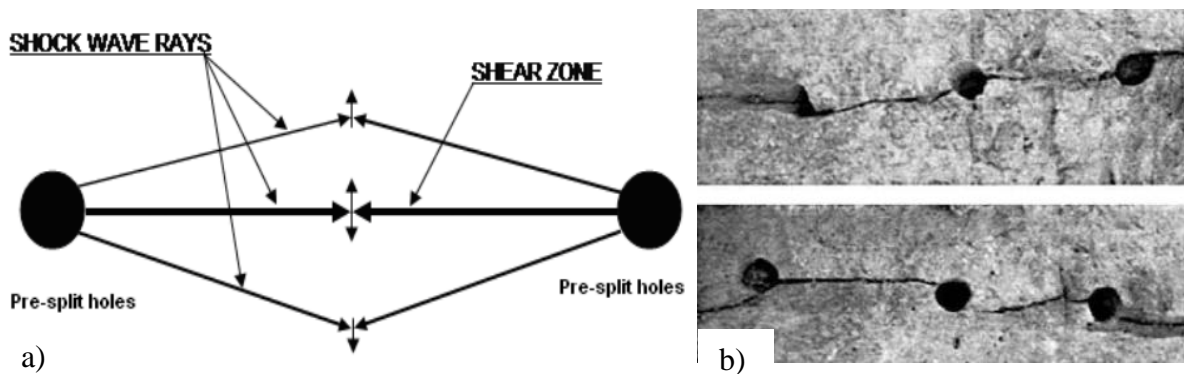 SHOCK WAVE RAYS
SHEAR ZONE
Pre-split holes
Pre-split holes
a)
b)